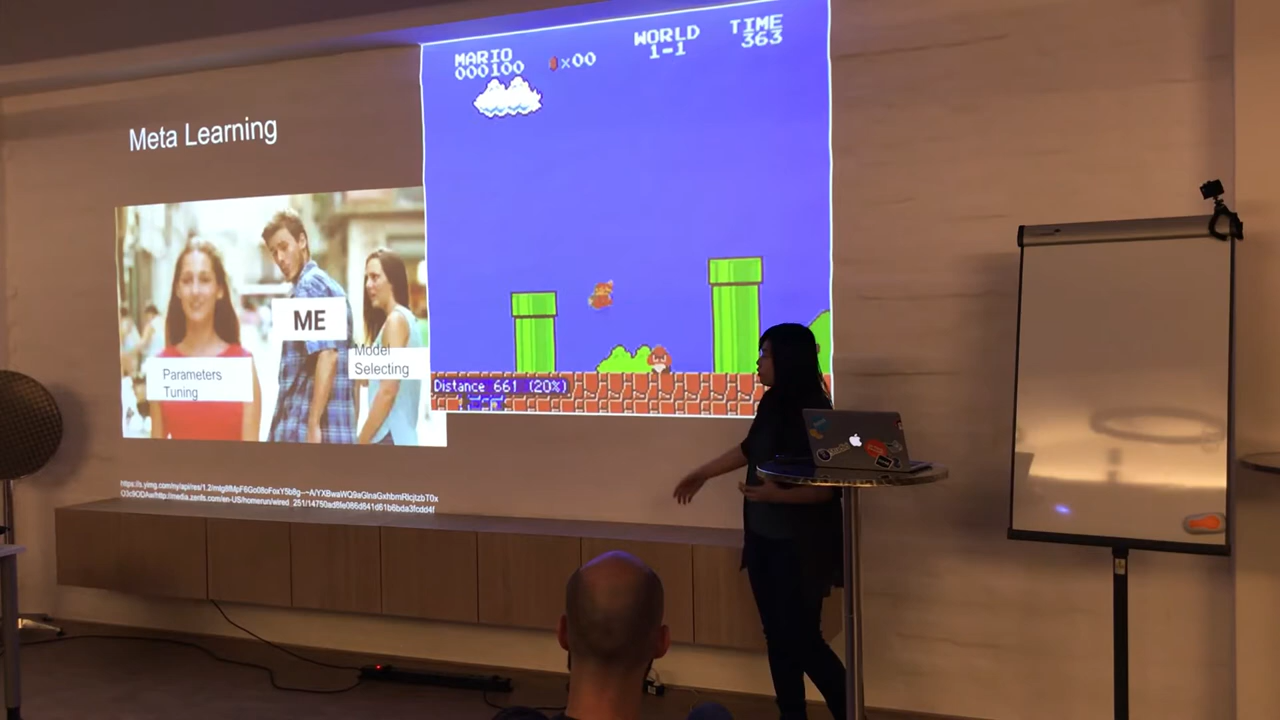 Meta Learning
MARIO
000100
×00
WORLD
1-1
TIME
363
ME
Parameters
Tuning
Model
Selecting
Distance 661 (20%)